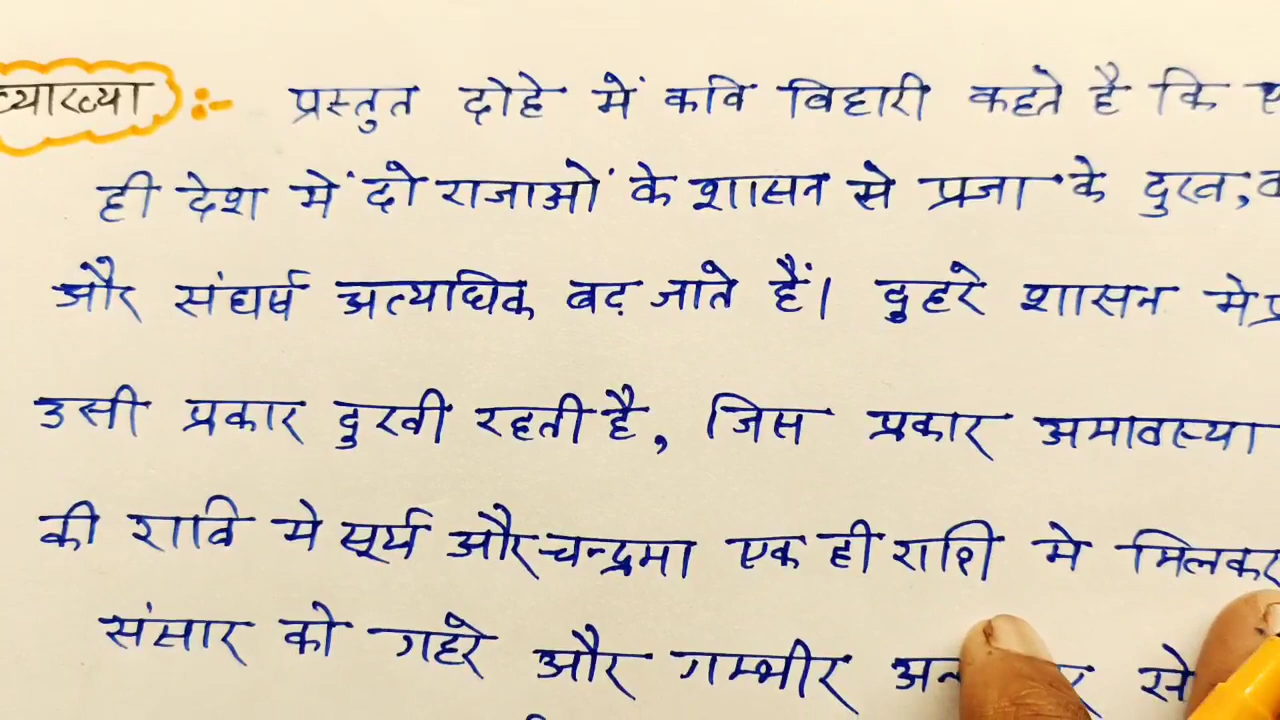 व्याख्या :- प्रस्तुत दोहे में कवि विहारी कहते है कि
ही देश में दो राजाओं के शासन से प्रजा के दुख,
और संघर्ष अत्याधिक बढ़ जाते हैं। दुहरे शासन मे
उसी प्रकार दुखी रहती है, जिस प्रकार अमावस्या
की रात्रि मे सूर्य और चन्द्रमा एक ही राशि मे मिलकर
संसार को गहरे और गम्भीर से